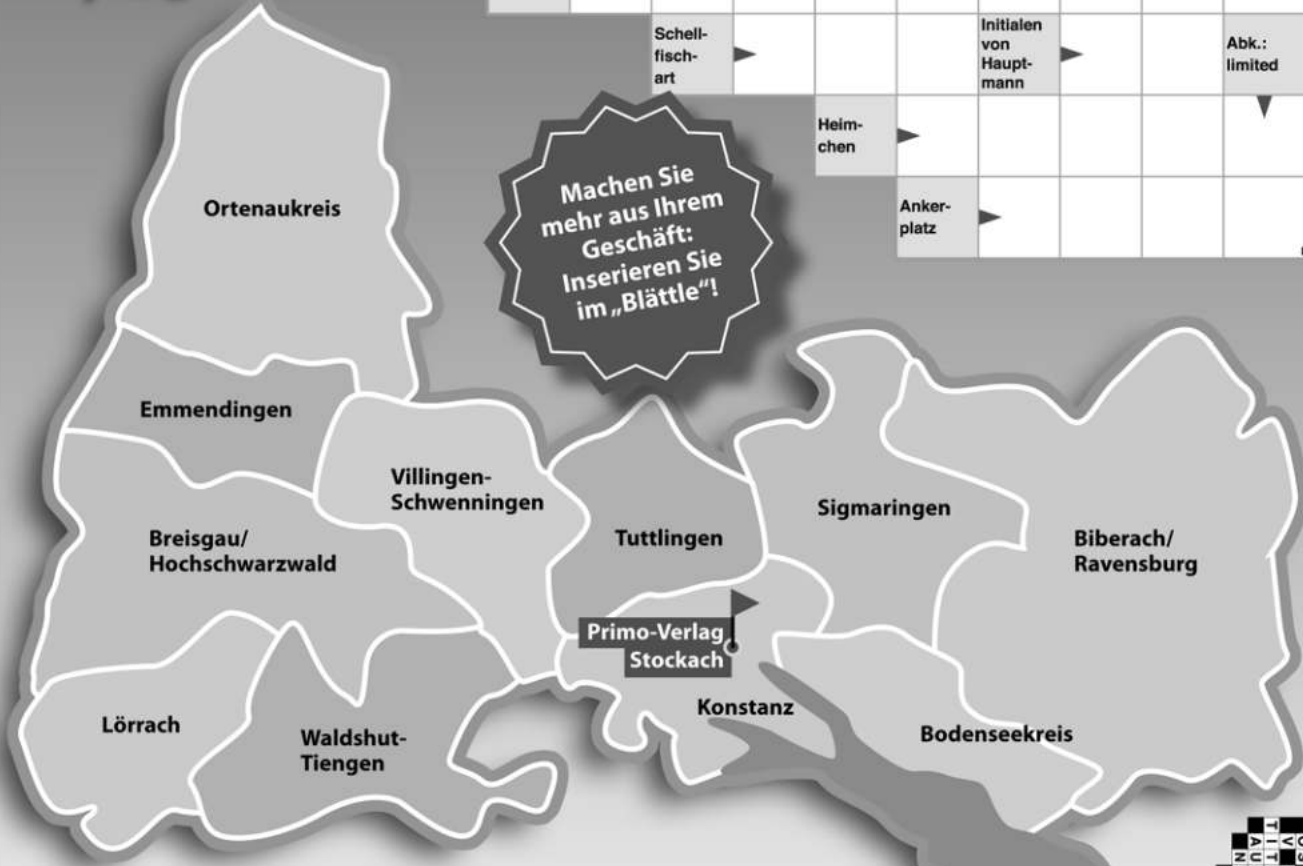 Schell-
fisch-
art
Initialen
von
Haupt-
mann
Abk.:
limited
Heim-
chen
Anker-
platz
Machen Sie
mehr aus Ihrem
Geschäft:
Inserieren Sie
im „Blättle“!
Ortenaukreis
Emmendingen
Villingen-
Schwenningen
Breisgau/
Hochschwarzwald
Tuttlingen
Sigmaringen
Biberach/
Ravensburg
Primo-Verlag
Stockach
Konstanz
Lörrach
Waldshut-
Tiengen
Bodenseekreis